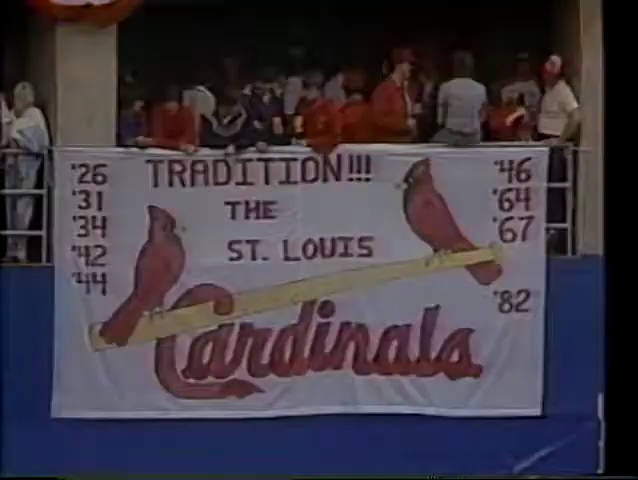 TRADITION!!!
THE
ST. LOUIS
Cardinals
'26
'31
'34
'42
'44
'46
'64
'67
'82